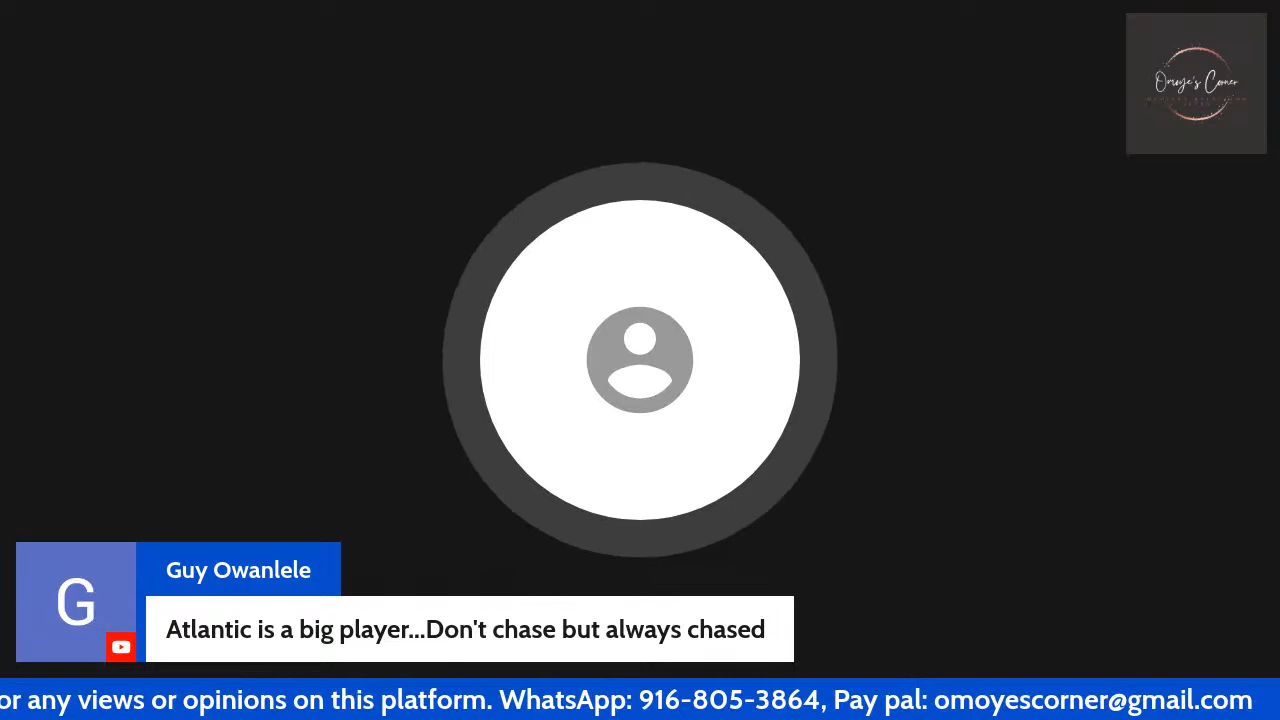 Omoye's Corner
G
Guy Owanlele
Atlantic is a big player...Don't chase but always chased
or any views or opinions on this platform. WhatsApp: 916-805-3864, Pay pal: omoyescorner@gmail.com